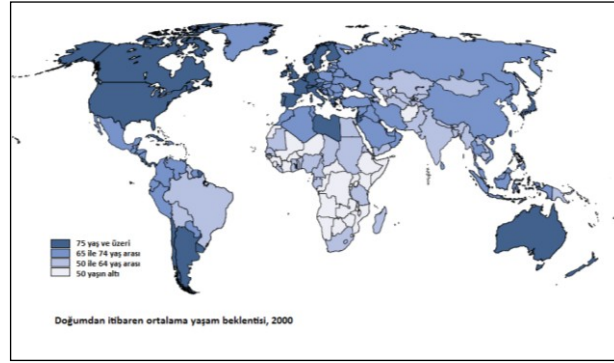 75 yaş ve üzeri
65 ile 74 yaş arası
50 ile 64 yaş arası
50 yaşın altı
Doğumdan itibaren ortalama yaşam beklentisi, 2000